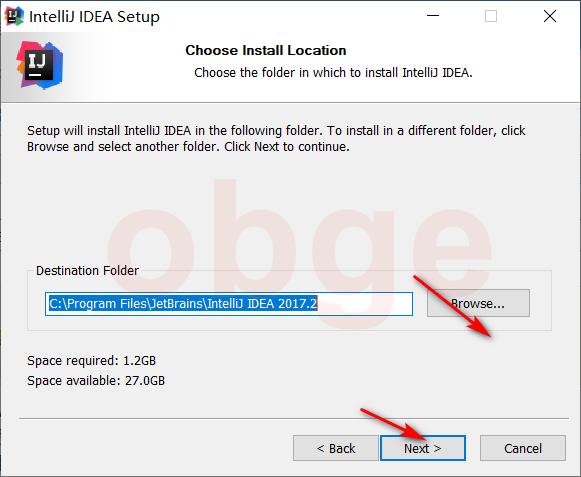 IntelliJ IDEA Setup
IJ
Choose Install Location
Choose the folder in which to install IntelliJ IDEA.
Setup will install IntelliJ IDEA in the following folder. To install in a different folder, click
Browse and select another folder. Click Next to continue.
obge
Destination Folder
C:\Program Files\JetBrains\IntelliJ IDEA 2017.2
Browse...
Space required: 1.2GB
Space available: 27.0GB
< Back
Next >
Cancel